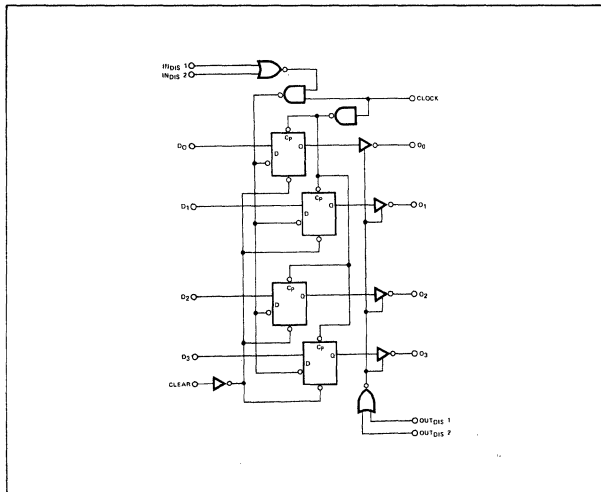 INDIS 1
INDIS 2
CLOCK
CP
D0
D
Q
D0
CP
D1
D
Q
O1
CP
D2
D
Q
O2
CP
D3
D
Q
O3
CLEAR
OUTDIS 1
OUTDIS 2